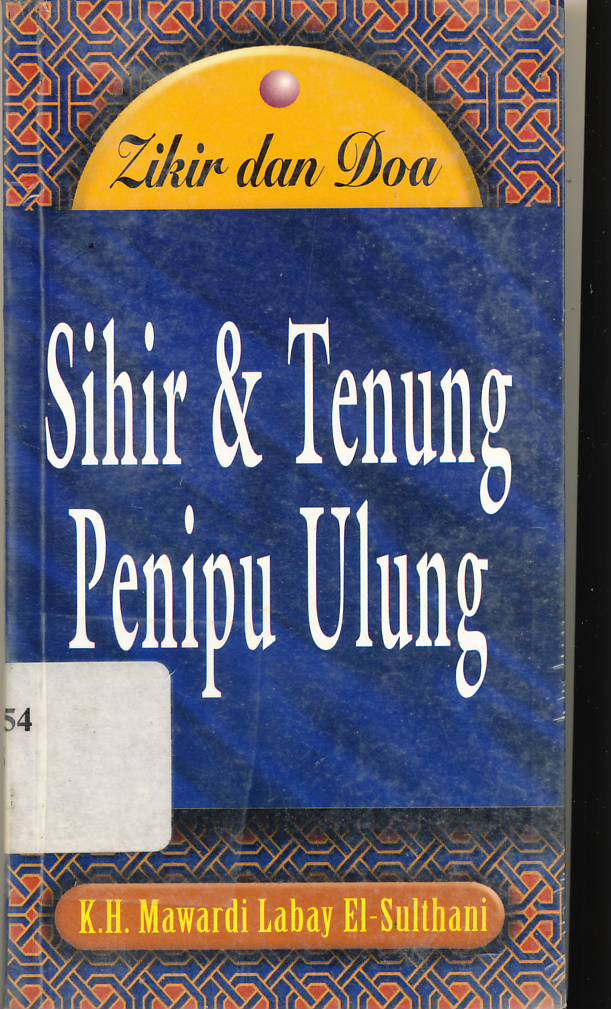 Zikir dan Doa
Sihir & Tenung
Penipu Ulung
54
K.H. Mawardi Labay El-Sulthani